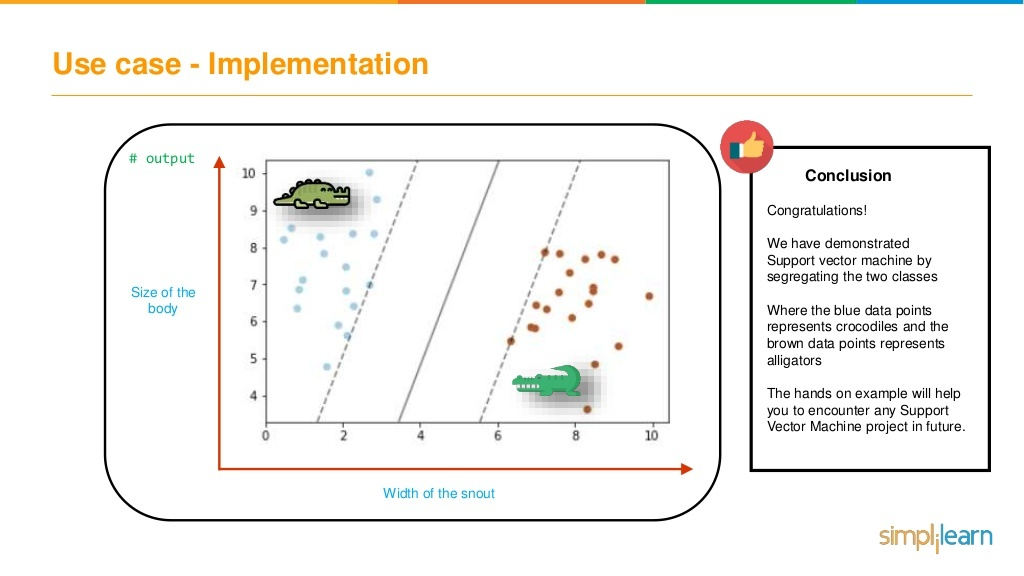 Use case - Implementation
# output
10
9
8
7
6
5
4
0
2
4
6
8
10
Size of the
body
Width of the snout
Conclusion
Congratulations!
We have demonstrated
Support vector machine by
segregating the two classes
Where the blue data points
represents crocodiles and the
brown data points represents
alligators
The hands on example will help
you to encounter any Support
Vector Machine project in future.
simplilearn